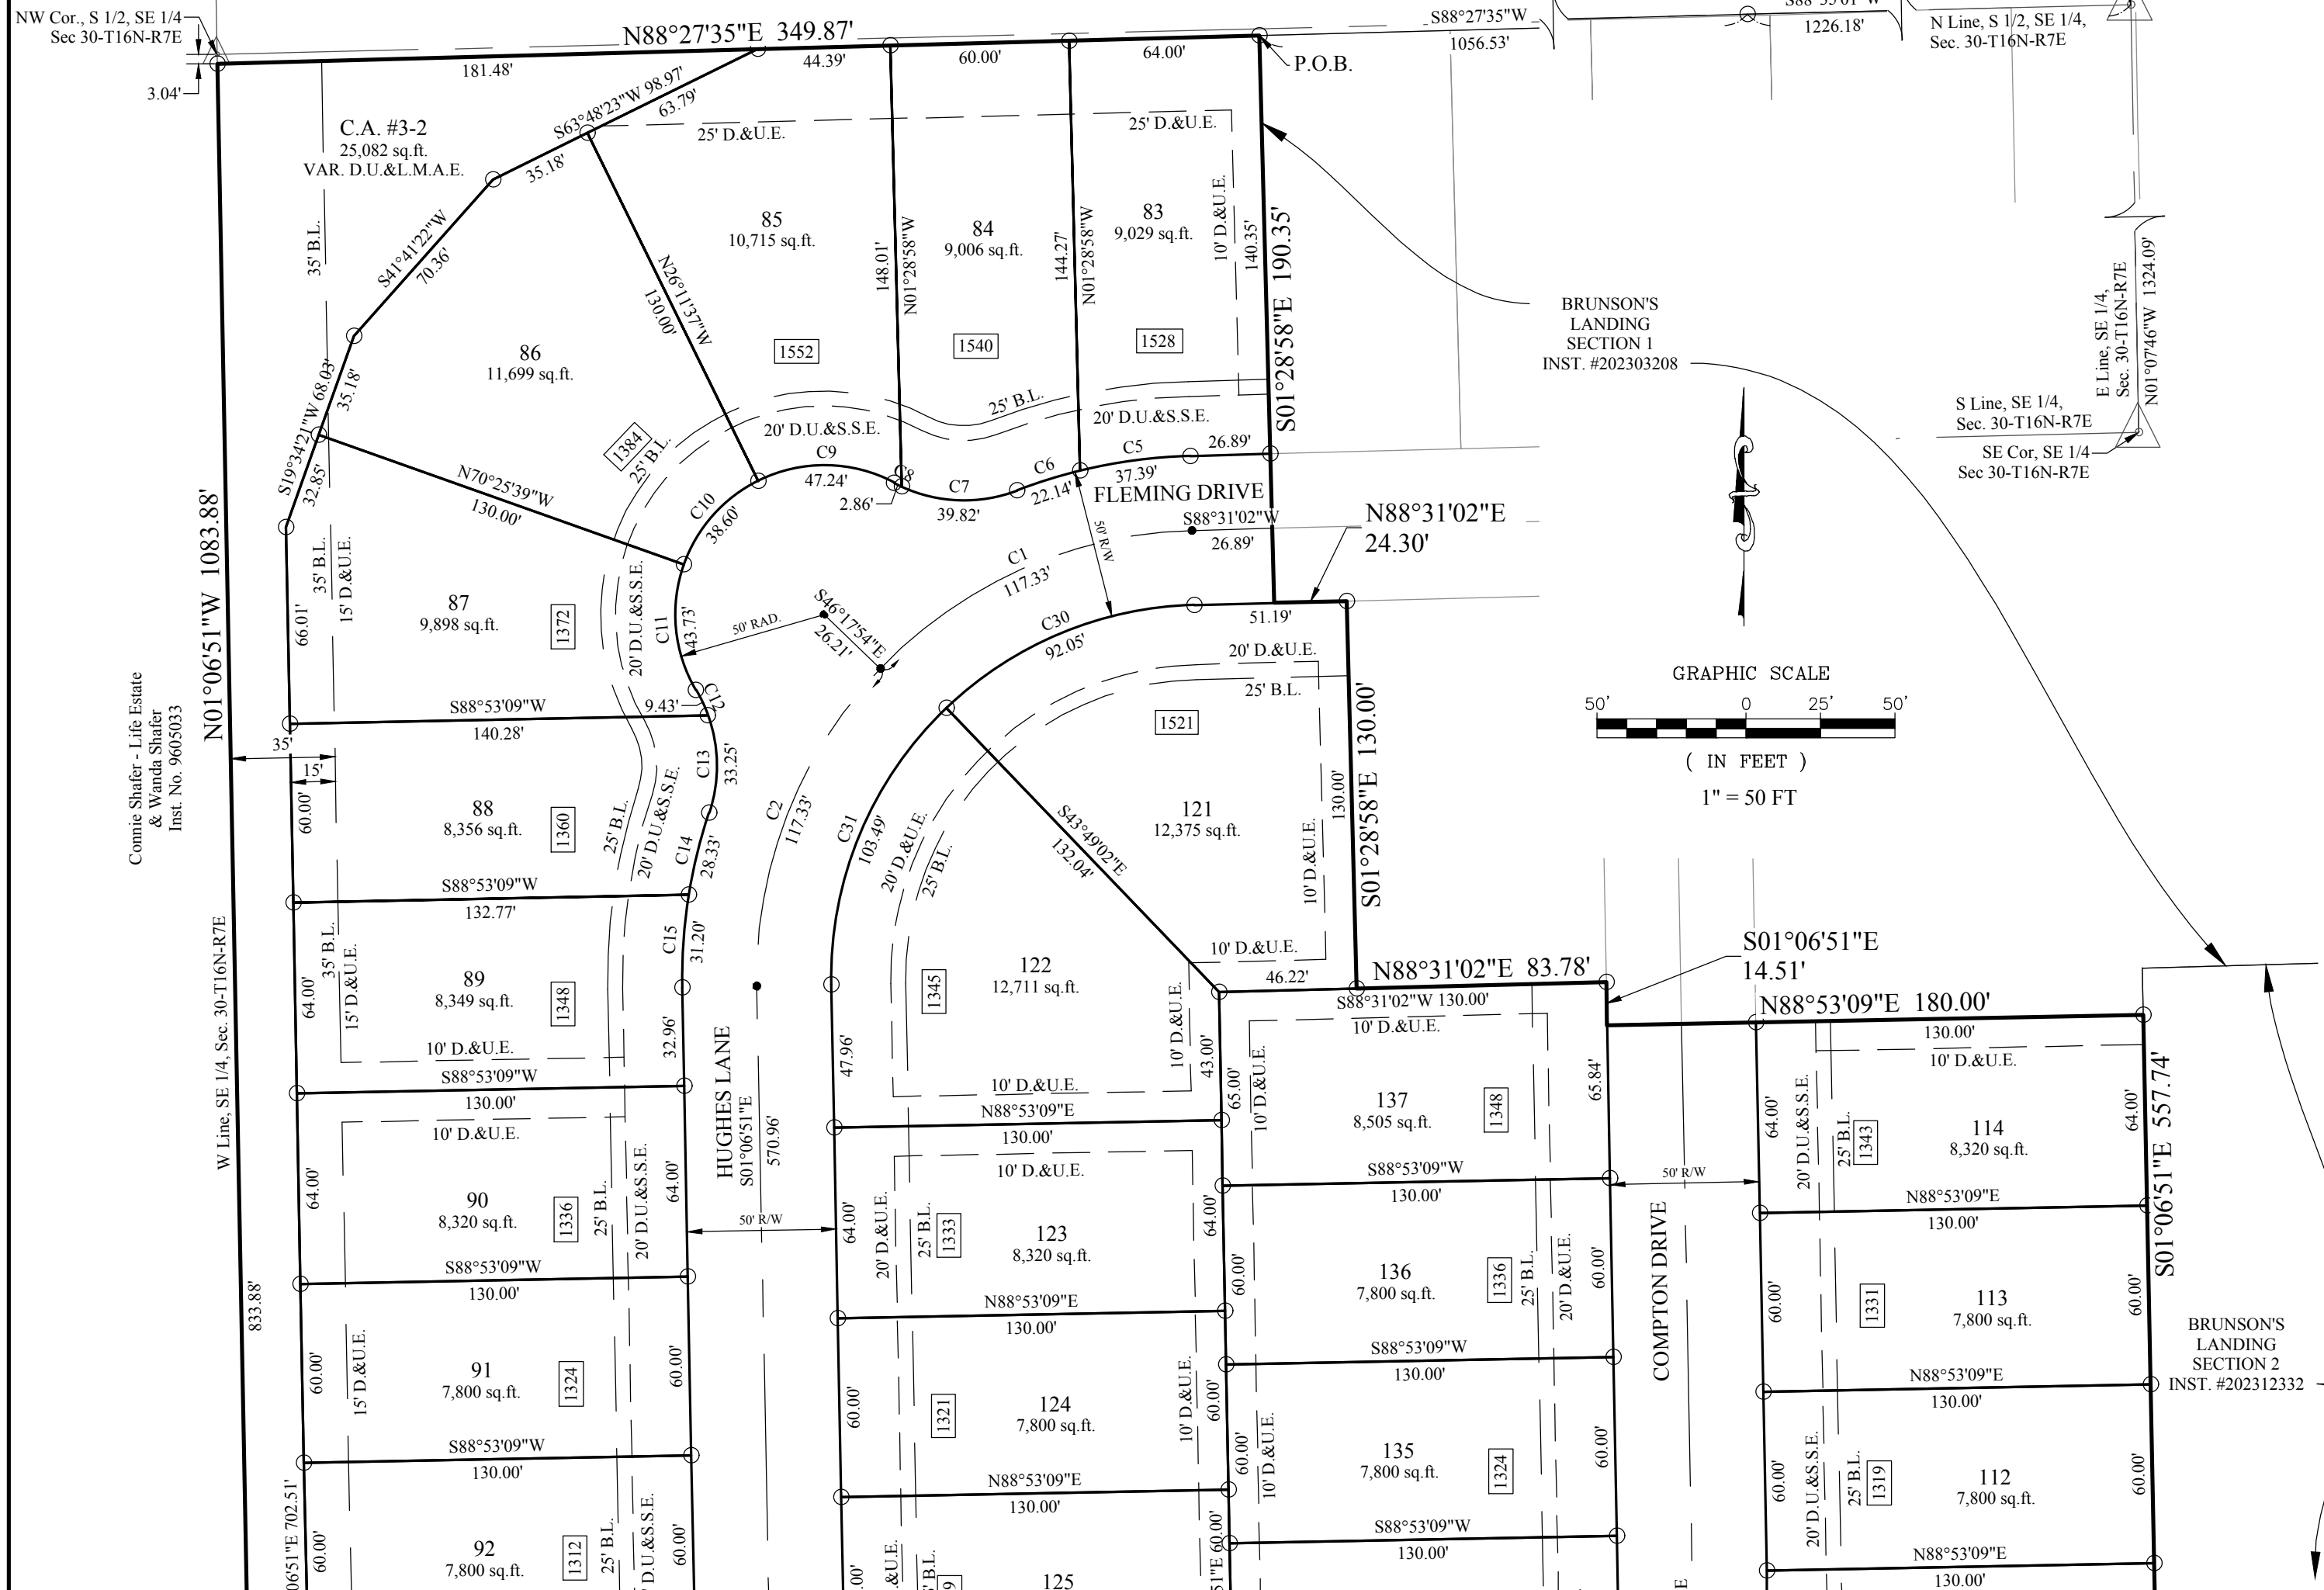 NW Cor., S 1/2, SE 1/4
Sec 30-T16N-R7E
3.04'
N88°27'35"E 349.87'
181.48'
44.39'
60.00'
64.00'
S88°27'35"W
1056.53'
P.O.B.
1226.18'
N Line, S 1/2, SE 1/4,
Sec. 30-T16N-R7E
C.A. #3-2
25,082 sq.ft.
VAR. D.U.&L.M.A.E.
S63°48'23"W 98.97'
63.79'
35.18'
25' D.&U.E.
25' D.&U.E.
35' B.L.
S41°41'22"W
70.36'
N26°11'37"W
130.00'
85
10,715 sq.ft.
1552
148.01'
N01°28'58"W
84
9,006 sq.ft.
1540
144.27'
N01°28'58"W
83
9,029 sq.ft.
1528
10' D.&U.E.
140.35'
S01°28'58"E 190.35'
BRUNSON'S
LANDING
SECTION 1
INST. #202303208
E Line, SE 1/4,
Sec. 30-T16N-R7E
N01°07'46"W 1324.09'
S Line, SE 1/4,
Sec. 30-T16N-R7E
SE Cor, SE 1/4
Sec 30-T16N-R7E
86
11,699 sq.ft.
1384
25' B.L.
S19°34'21"W 68.03'
35.18'
32.85'
N70°25'39"W
130.00'
20' D.U.&S.S.E.
25' B.L.
20' D.U.&S.S.E.
C9
47.24'
C8
2.86'
C7
39.82'
C6
22.14'
C5
37.39'
26.89'
FLEMING DRIVE
S88°31'02"W
26.89'
50' R/W
N88°31'02"E
24.30'
C10
38.60'
C1
117.33'
N01°06'51"W 1083.88'
35' B.L.
15' D.&U.E.
66.01'
87
9,898 sq.ft.
1372
20' D.U.&S.S.E.
C11
43.73'
50' RAD.
S46°17'54"E
26.21'
C30
92.05'
51.19'
20' D.&U.E.
25' B.L.
1521
GRAPHIC SCALE
50' 0 25' 50'
( IN FEET )
1" = 50 FT
Connie Shafer - Life Estate
& Wanda Shafer
Inst. No. 9605033
S88°53'09"W
140.28'
9.43'
C12
35'
15'
60.00'
88
8,356 sq.ft.
1360
25' B.L.
20' D.U.&S.S.E.
C13
33.25'
C14
28.33'
C2
117.33'
C31
103.49'
20' D.&U.E.
25' B.L.
S43°49'02"E
132.04'
121
12,375 sq.ft.
10' D.&U.E.
130.00'
S01°28'58"E 130.00'
S88°53'09"W
132.77'
W Line, SE 1/4, Sec. 30-T16N-R7E
35' B.L.
15' D.&U.E.
64.00'
89
8,349 sq.ft.
1348
C15
31.20'
32.96'
10' D.&U.E.
10' D.&U.E.
46.22'
N88°31'02"E 83.78'
S88°31'02"W 130.00'
S01°06'51"E
14.51'
N88°53'09"E 180.00'
130.00'
10' D.&U.E.
122
12,711 sq.ft.
1345
10' D.&U.E.
43.00'
47.96'
10' D.&U.E.
N88°53'09"E
130.00'
10' D.&U.E.
10' D.&U.E.
65.00'
10' D.&U.E.
137
8,505 sq.ft.
1348
65.84'
64.00'
20' D.U.&S.S.E.
25' B.L.
1343
114
8,320 sq.ft.
64.00'
S01°06'51"E 557.74'
HUGHES LANE
S01°06'51"E
570.96'
S88°53'09"W
130.00'
10' D.&U.E.
64.00'
90
8,320 sq.ft.
1336
25' B.L.
20' D.U.&S.S.E.
64.00'
50' R/W
64.00'
20' D.&U.E.
25' B.L.
1333
123
8,320 sq.ft.
64.00'
S88°53'09"W
130.00'
50' R/W
N88°53'09"E
130.00'
S88°53'09"W
130.00'
833.88'
N88°53'09"E
130.00'
60.00'
136
7,800 sq.ft.
1336
25' B.L.
20' D.&U.E.
60.00'
COMPTON DRIVE
60.00'
1331
113
7,800 sq.ft.
60.00'
BRUNSON'S
LANDING
SECTION 2
INST. #202312332
60.00'
15' D.&U.E.
91
7,800 sq.ft.
1324
60.00'
60.00'
1321
124
7,800 sq.ft.
10' D.&U.E.
60.00'
S88°53'09"W
130.00'
N88°53'09"E
130.00'
S88°53'09"W
130.00'
N88°53'09"E
130.00'
60.00'
10' D.&U.E.
135
7,800 sq.ft.
1324
60.00'
60.00'
20' D.U.&S.S.E.
25' B.L.
1319
112
7,800 sq.ft.
60.00'
06'51"E 702.51'
60.00'
92
7,800 sq.ft.
1312
25' B.L.
D.U.&S.S.E.
60.00'
.00'
.&U.E.
' B.L.
9
125
51"E 60.00'
S88°53'09"W
130.00'
E
N88°53'09"E
130.00'